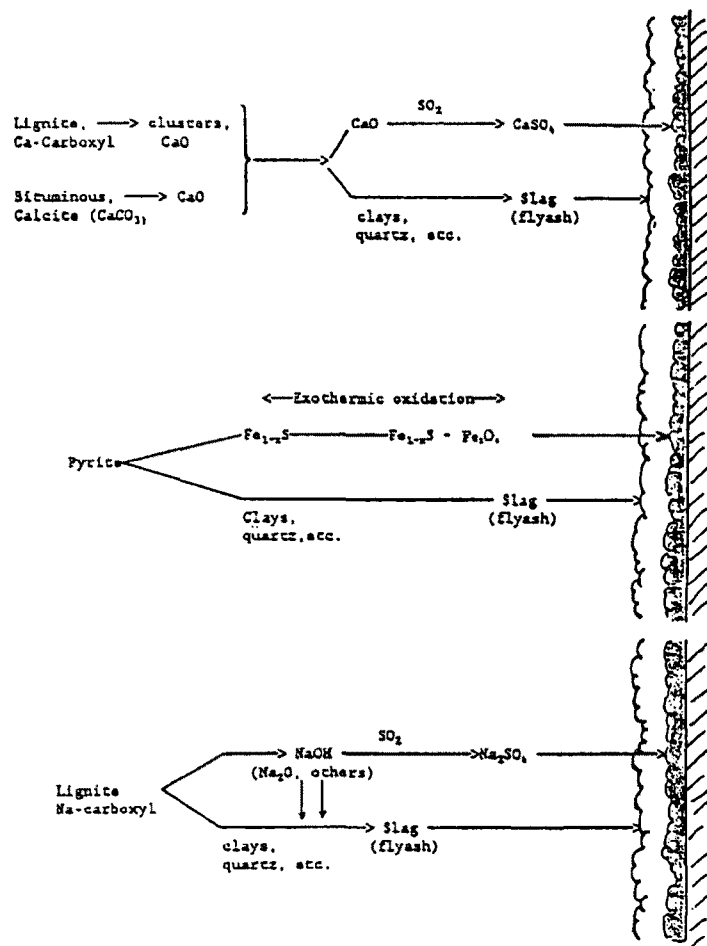 Lignite, ⟶ clusters,
Ca-Carboxyl CaO
Bituminous, ⟶ CaO
Calcite (CaCO₃)
CaO SO₂ CaSO₄
clays,
quartz, etc.
Slag
(flyash)
Exothermic oxidation
Pyrite
Fe₁₋ₓS Fe₁₋ₓS - Fe₃O₄
Clays,
quartz, etc.
Slag
(flyash)
Lignite
Na-carboxyl
NaOH SO₂ Na₂SO₄
(Na₂O, others)
clays,
quartz, etc.
Slag
(flyash)